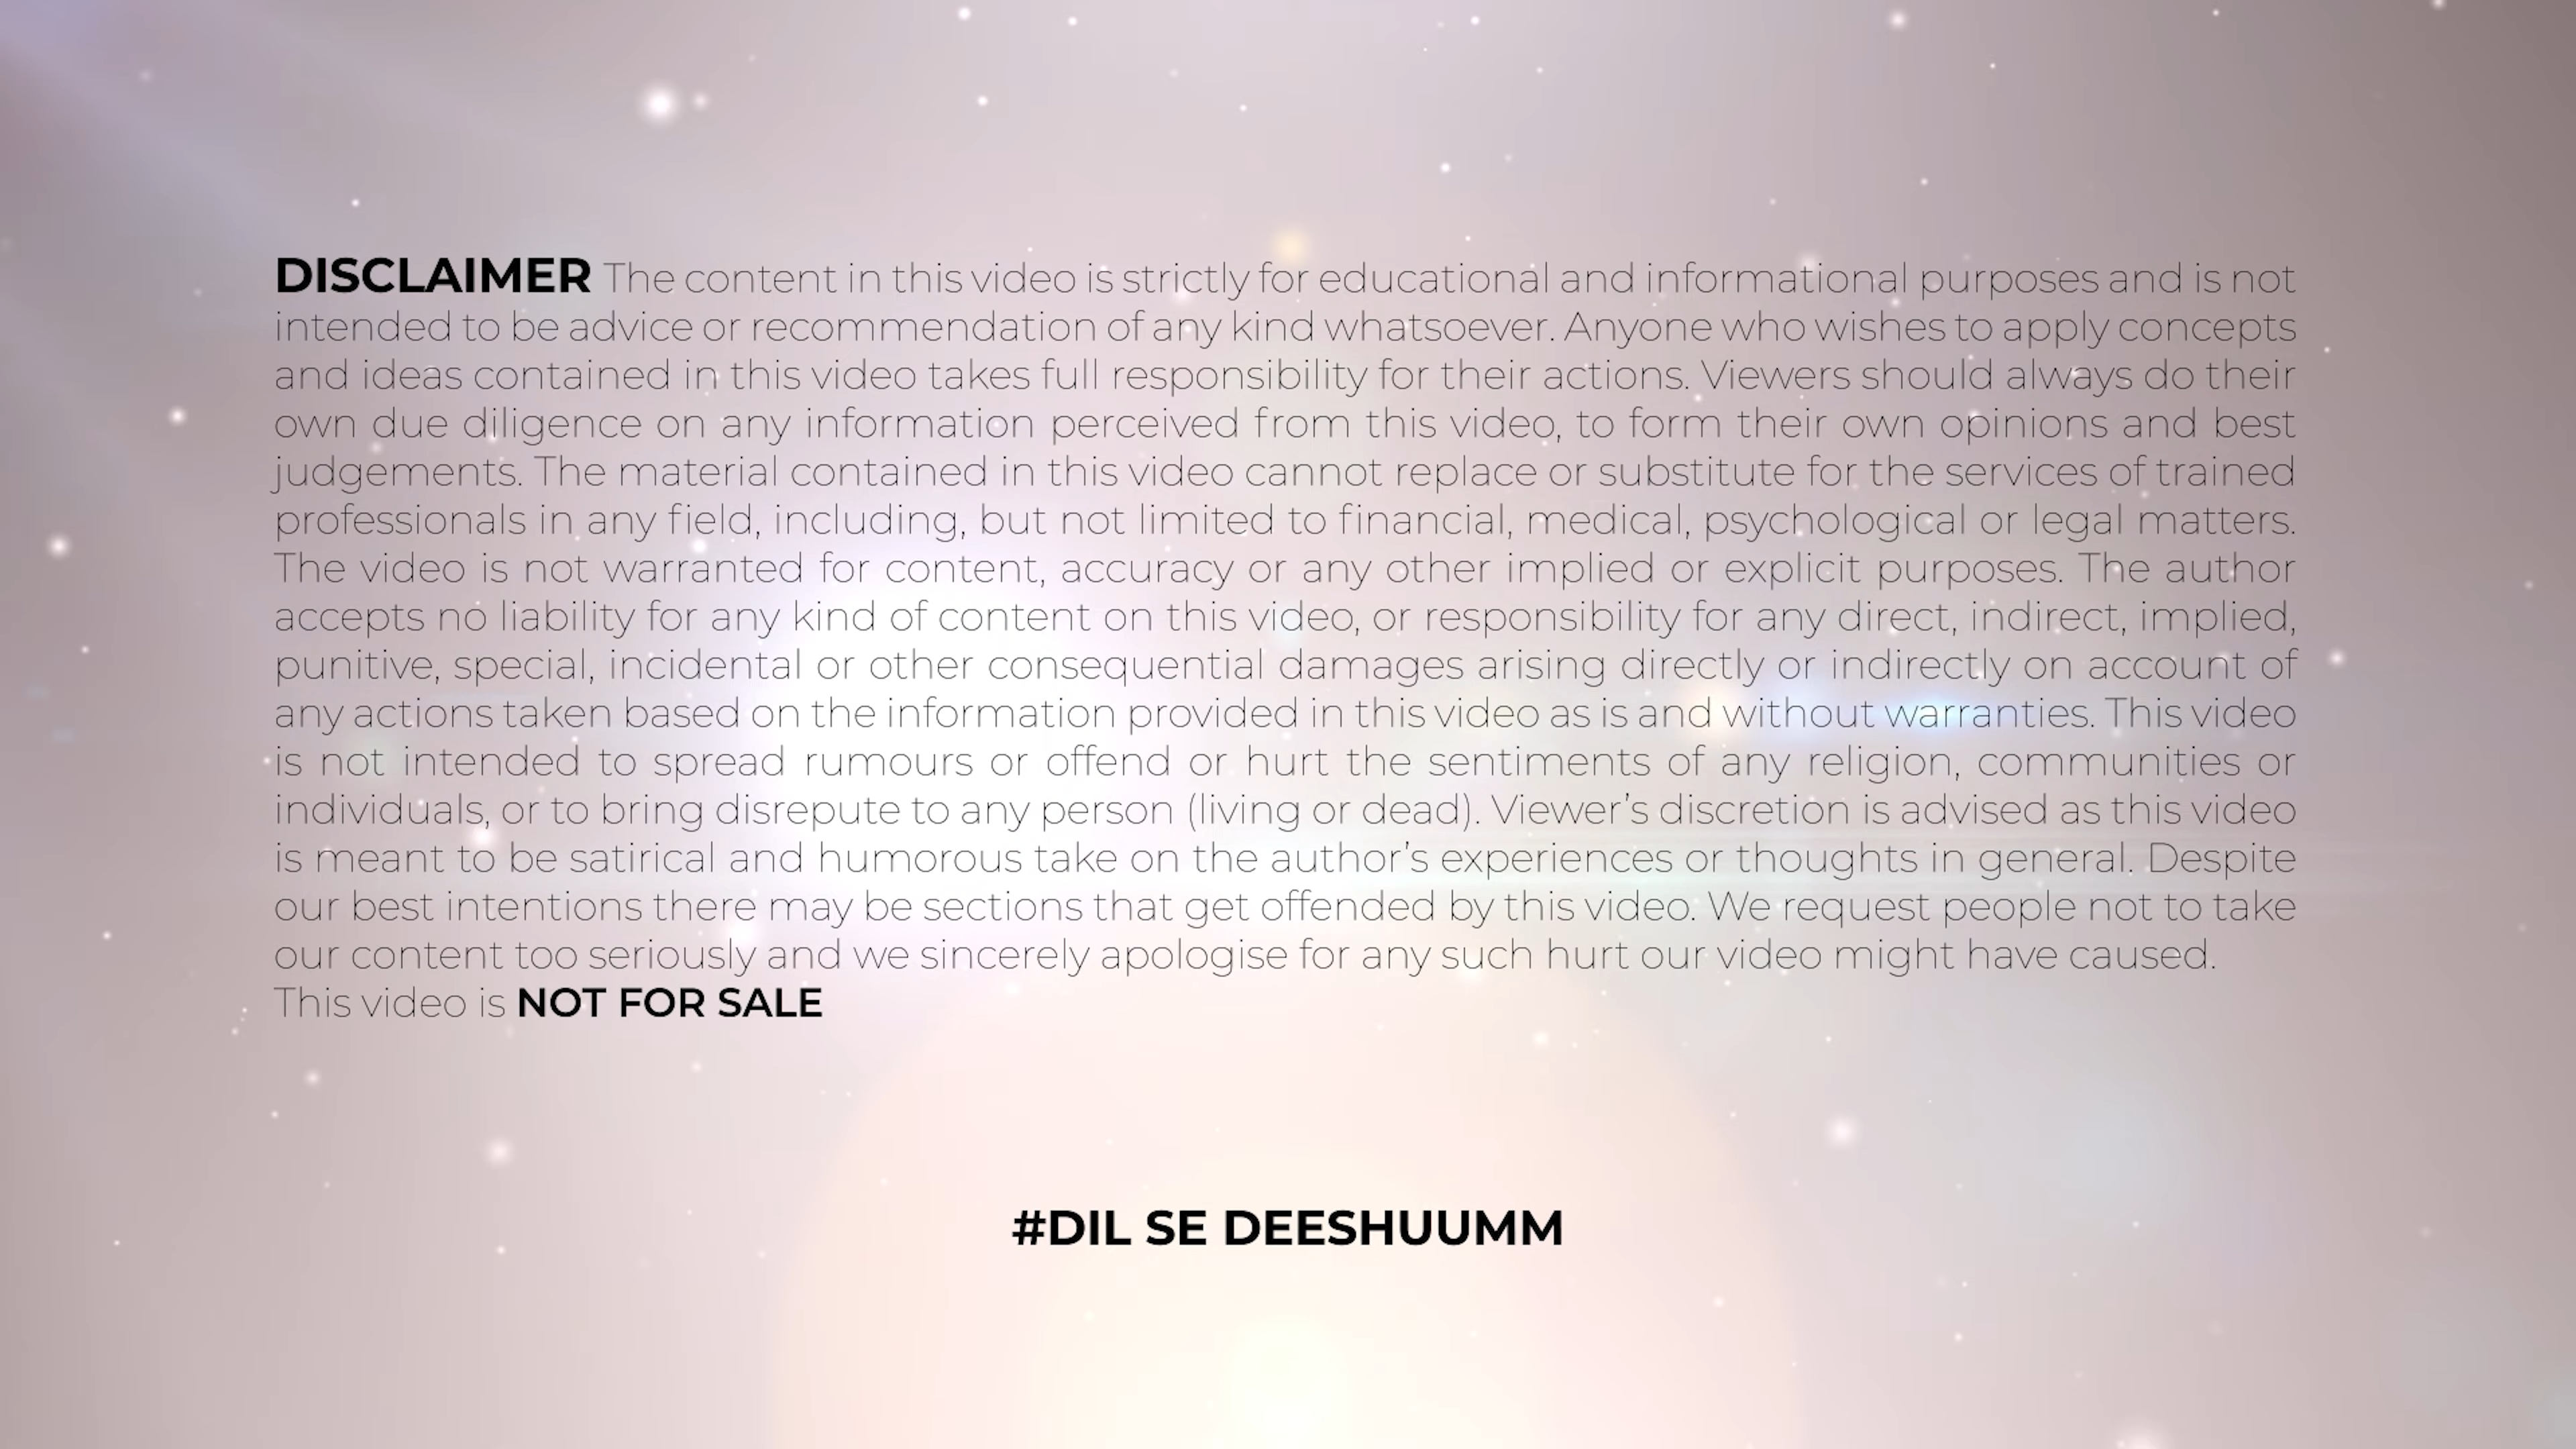 DISCLAIMER The content in this video is strictly for educational and informational purposes and is not
intended to be advice or recommendation of any kind whatsoever. Anyone who wishes to apply concepts
and ideas contained in this video takes full responsibility for their actions. Viewers should always do their
own due diligence on any information perceived from this video, to form their own opinions and best
judgements. The material contained in this video cannot replace or substitute for the services of trained
professionals in any field, including, but not limited to financial, medical, psychological or legal matters.
The video is not warranted for content, accuracy or any other implied or explicit purposes. The author
accepts no liability for any kind of content on this video, or responsibility for any direct, indirect, implied,
punitive, special, incidental or other consequential damages arising directly or indirectly on account of
any actions taken based on the information provided in this video as is and without warranties. This video
is not intended to spread rumours or offend or hurt the sentiments of any religion, communities or
individuals, or to bring disrepute to any person (living or dead). Viewer's discretion is advised as this video
is meant to be satirical and humorous take on the author's experiences or thoughts in general. Despite
our best intentions there may be sections that get offended by this video. We request people not to take
our content too seriously and we sincerely apologise for any such hurt our video might have caused.
This video is NOT FOR SALE
#DIL SE DEESHUUMM